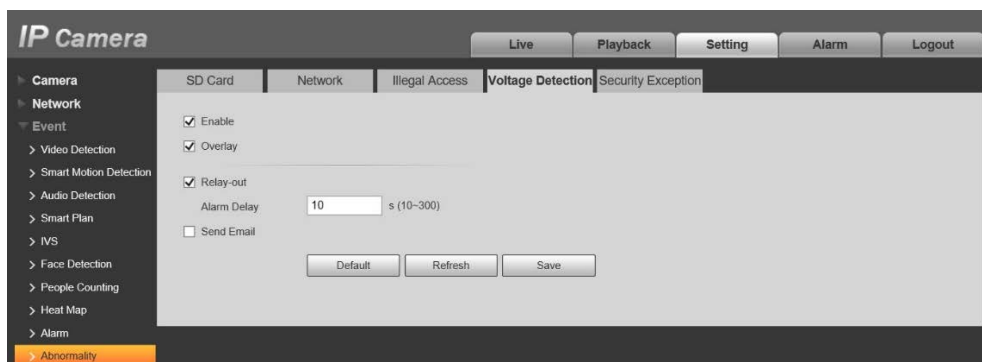 IP Camera
Live Playback Setting Alarm Logout
Camera
Network
Event
> Video Detection
> Smart Motion Detection
> Audio Detection
> Smart Plan
> IVS
> Face Detection
> People Counting
> Heat Map
> Alarm
> Abnormality
SD Card Network Illegal Access Voltage Detection Security Exception
Enable
Overlay
Relay-out
Alarm Delay 10 s (10~300)
Send Email
Default Refresh Save